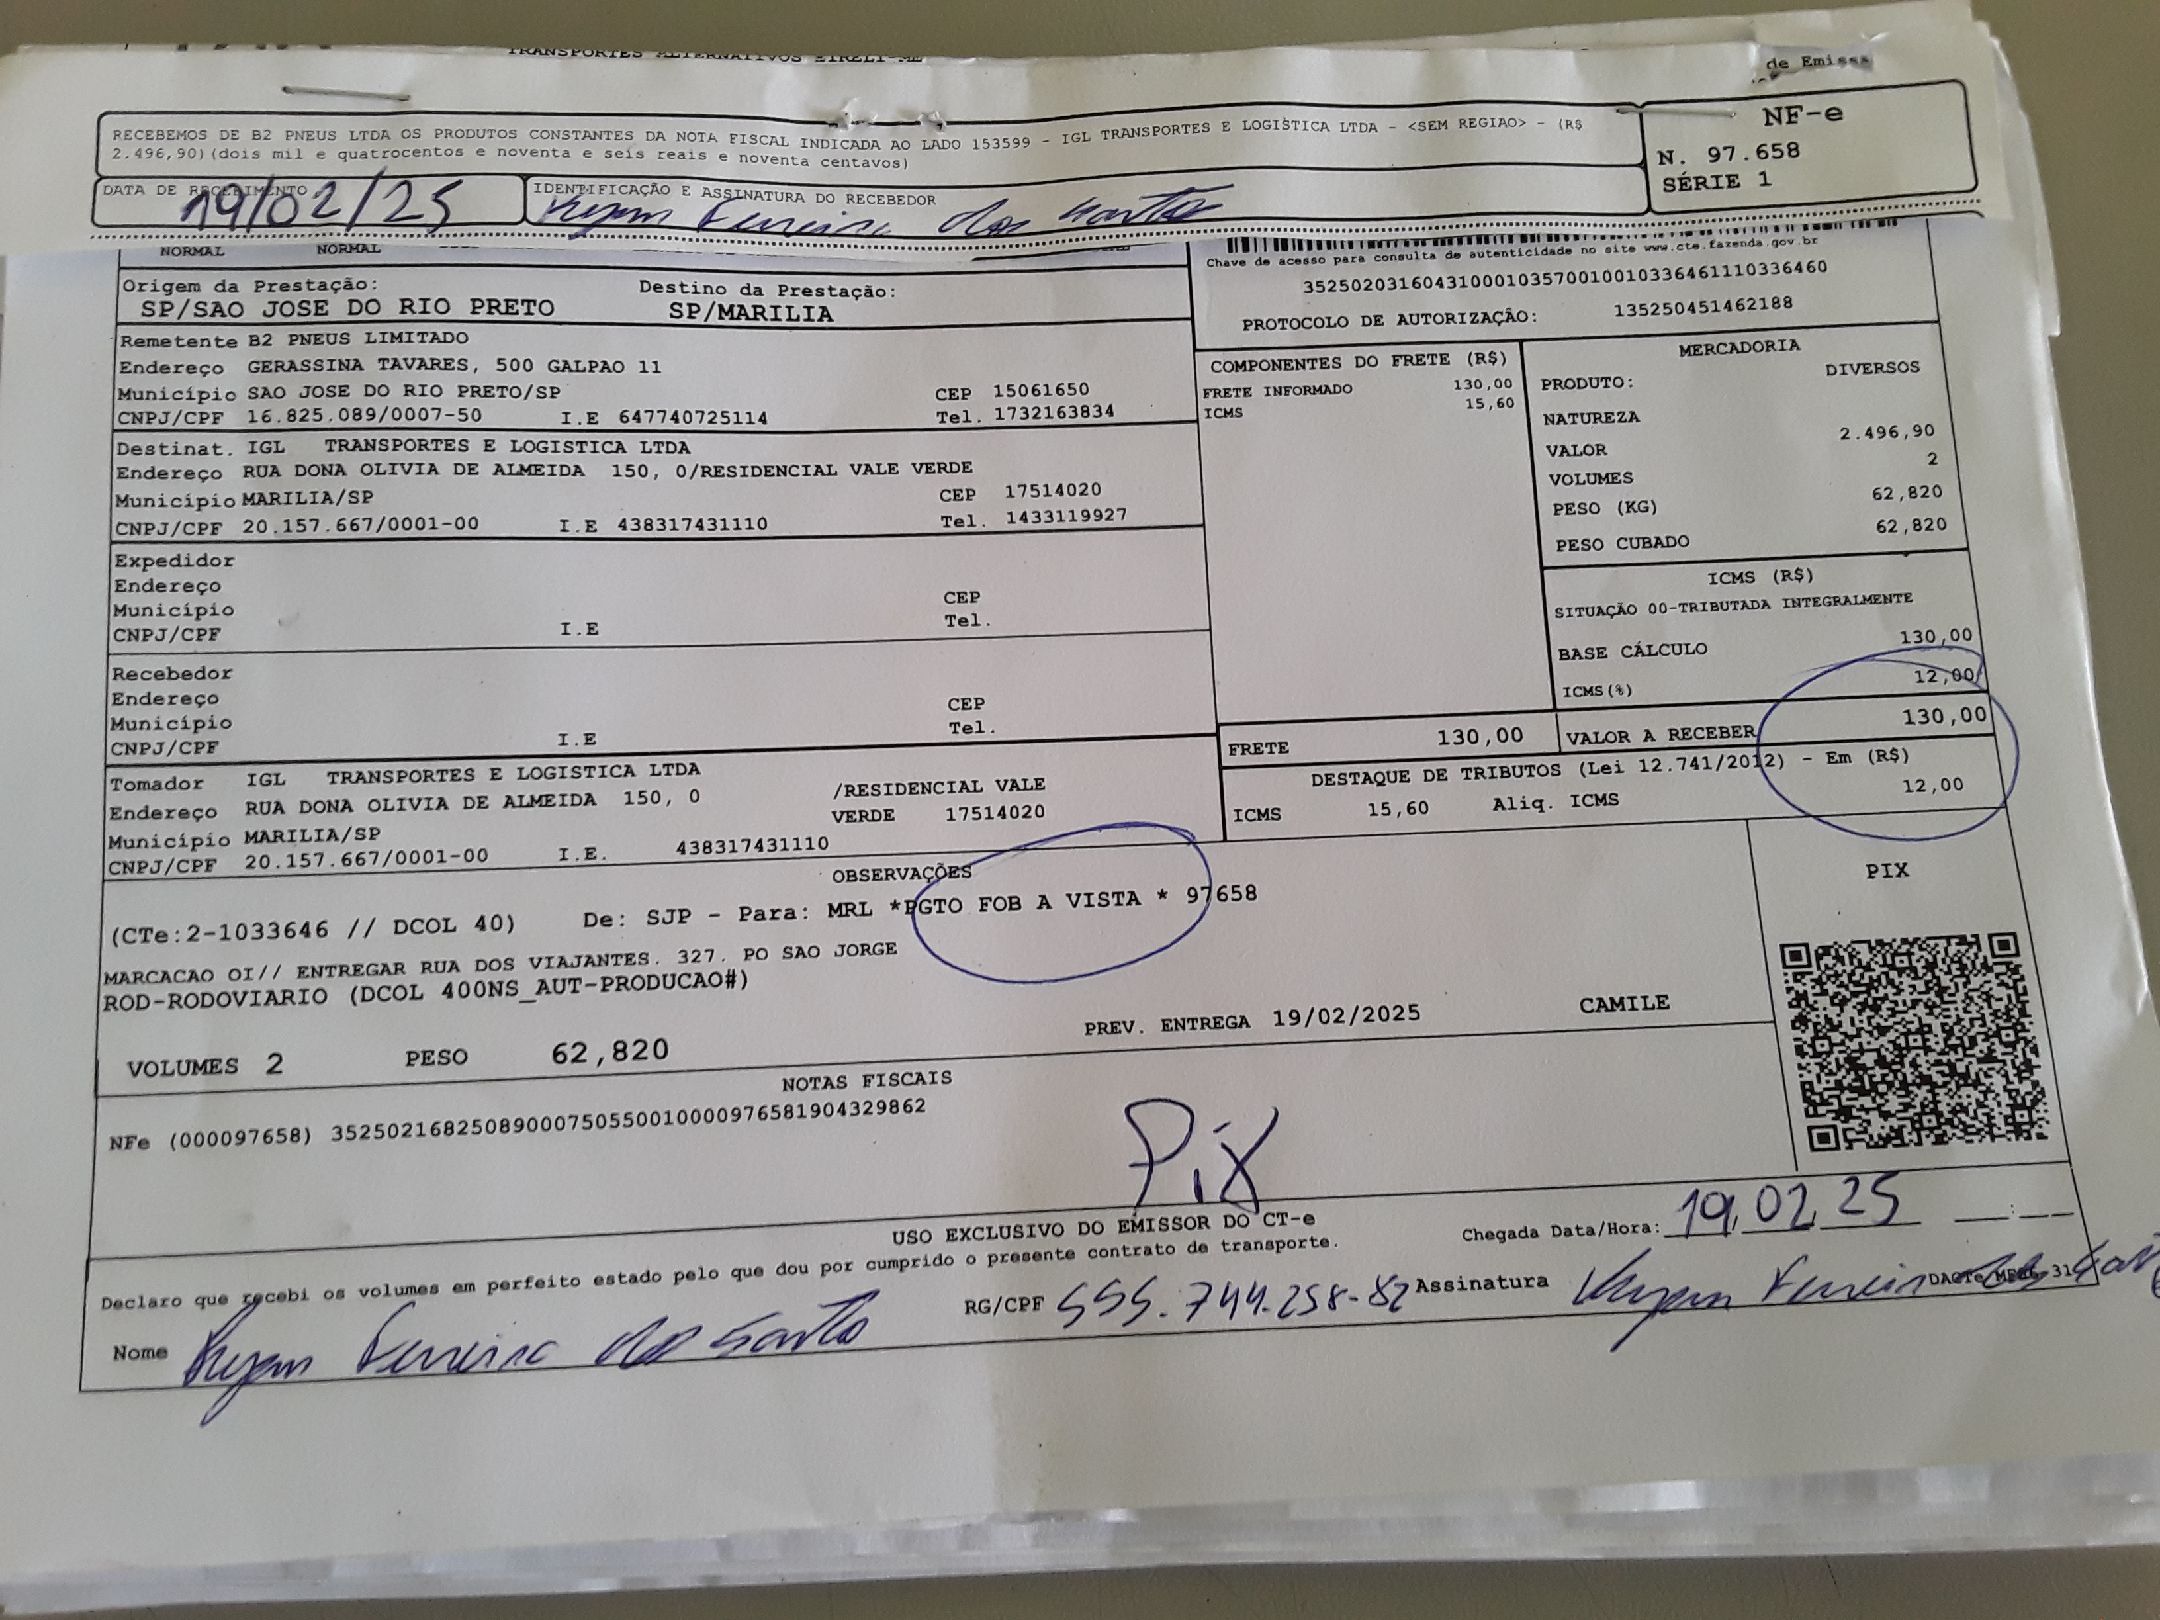 TRANSPORTES ALTERNATIVOS EIRELI-ME
de Emissa
RECEBEMOS DE B2 PNEUS LTDA OS PRODUTOS CONSTANTES DA NOTA FISCAL INDICADA AO LADO 153599 - IGL TRANSPORTES E LOGISTICA LTDA - <SEM REGIAO> - (R$
2.496,90)(dois mil e quatrocentos e noventa e seis reais e noventa centavos)
NF-e
N. 97.658
SÉRIE 1
DATA DE RECEBIMENTO
19/02/25
IDENTIFICAÇÃO E ASSINATURA DO RECEBEDOR
Ryan Ferreira dos Santos
NORMAL NORMAL
Chave de acesso para consulta de autenticidade no site www.cte.fazenda.gov.br
35250203160431000103570010010336461110336460
PROTOCOLO DE AUTORIZAÇÃO: 135250451462188
Origem da Prestação: Destino da Prestação:
SP/SAO JOSE DO RIO PRETO SP/MARILIA
Remetente B2 PNEUS LIMITADO
Endereço GERASSINA TAVARES, 500 GALPAO 11
Município SAO JOSE DO RIO PRETO/SP CEP 15061650
CNPJ/CPF 16.825.089/0007-50 I.E 647740725114 Tel. 1732163834
Destinat. IGL TRANSPORTES E LOGISTICA LTDA
Endereço RUA DONA OLIVIA DE ALMEIDA 150, 0/RESIDENCIAL VALE VERDE
Município MARILIA/SP CEP 17514020
CNPJ/CPF 20.157.667/0001-00 I.E 438317431110 Tel. 1433119927
Expedidor
Endereço
Município CEP
CNPJ/CPF I.E Tel.
Recebedor
Endereço
Município CEP
CNPJ/CPF I.E Tel.
Tomador IGL TRANSPORTES E LOGISTICA LTDA
Endereço RUA DONA OLIVIA DE ALMEIDA 150, 0 /RESIDENCIAL VALE
VERDE 17514020
Município MARILIA/SP
CNPJ/CPF 20.157.667/0001-00 I.E. 438317431110
COMPONENTES DO FRETE (R$)
FRETE INFORMADO 130,00
ICMS 15,60
MERCADORIA
PRODUTO: DIVERSOS
NATUREZA
VALOR 2.496,90
VOLUMES 2
PESO (KG) 62,820
PESO CUBADO 62,820
ICMS (R$)
SITUAÇÃO 00-TRIBUTADA INTEGRALMENTE
BASE CÁLCULO 130,00
ICMS(%) 12,00
FRETE 130,00 VALOR A RECEBER 130,00
DESTAQUE DE TRIBUTOS (Lei 12.741/2012) - Em (R$)
ICMS 15,60 Aliq. ICMS 12,00
OBSERVAÇÕES
(CTe:2-1033646 // DCOL 40) De: SJP - Para: MRL *PGTO FOB A VISTA * 97658
MARCACAO OI// ENTREGAR RUA DOS VIAJANTES. 327. PO SAO JORGE
ROD-RODOVIARIO (DCOL 400NS_AUT-PRODUCAO#)
PREV. ENTREGA 19/02/2025 CAMILE
VOLUMES 2 PESO 62,820
PIX
NOTAS FISCAIS
NFe (000097658) 35250216825089000750550010000976581904329862
Pix
USO EXCLUSIVO DO EMISSOR DO CT-e
Chegada Data/Hora: 19 02 25 __:__
Declaro que recebi os volumes em perfeito estado pelo que dou por cumprido o presente contrato de transporte.
Nome Ryan Ferreira dos Santos
RG/CPF 555.744.258-82 Assinatura Ryan Ferreira dos Santos